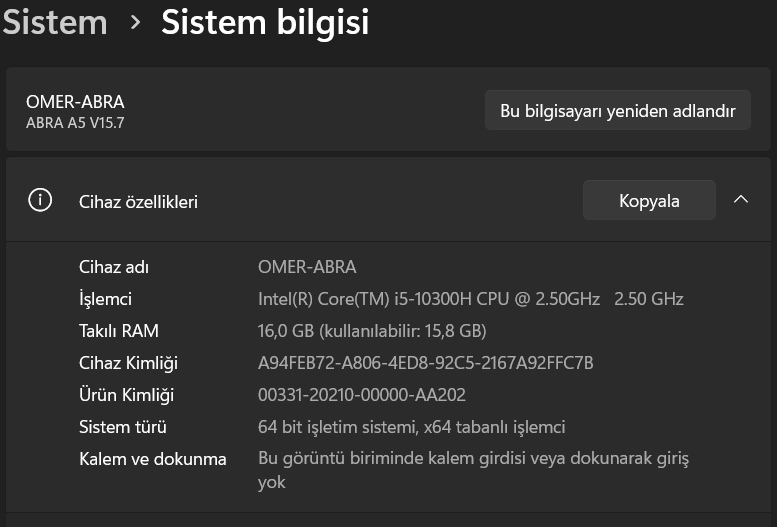 Sistem > Sistem bilgisi
OMER-ABRA
ABRA A5 V15.7
Bu bilgisayarı yeniden adlandır
Cihaz özellikleri
Kopyala
Cihaz adı OMER-ABRA
İşlemci Intel(R) Core(TM) i5-10300H CPU @ 2.50GHz 2.50 GHz
Takılı RAM 16,0 GB (kullanılabilir: 15,8 GB)
Cihaz Kimliği A94FEB72-A806-4ED8-92C5-2167A92FFC7B
Ürün Kimliği 00331-20210-00000-AA202
Sistem türü 64 bit işletim sistemi, x64 tabanlı işlemci
Kalem ve dokunma Bu görüntü biriminde kalem girdisi veya dokunarak giriş
yok